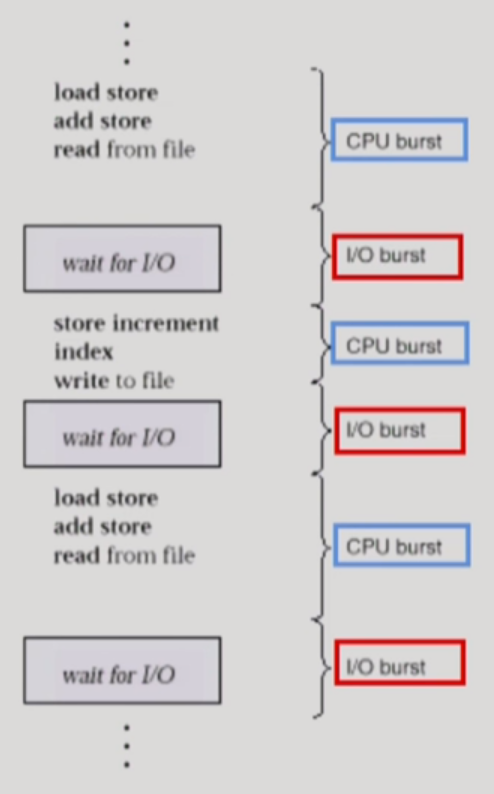 load store
add store
read from file
CPU burst
wait for I/O
I/O burst
store increment
index
write to file
CPU burst
wait for I/O
I/O burst
load store
add store
read from file
CPU burst
wait for I/O
I/O burst